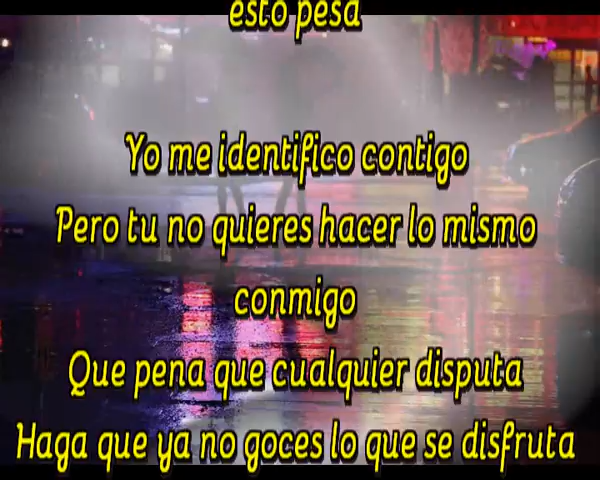 esto pesa
Yo me identifico contigo
Pero tu no quieres hacer lo mismo
conmigo
Que pena que cualquier disputa
Haga que ya no goces lo que se disfruta